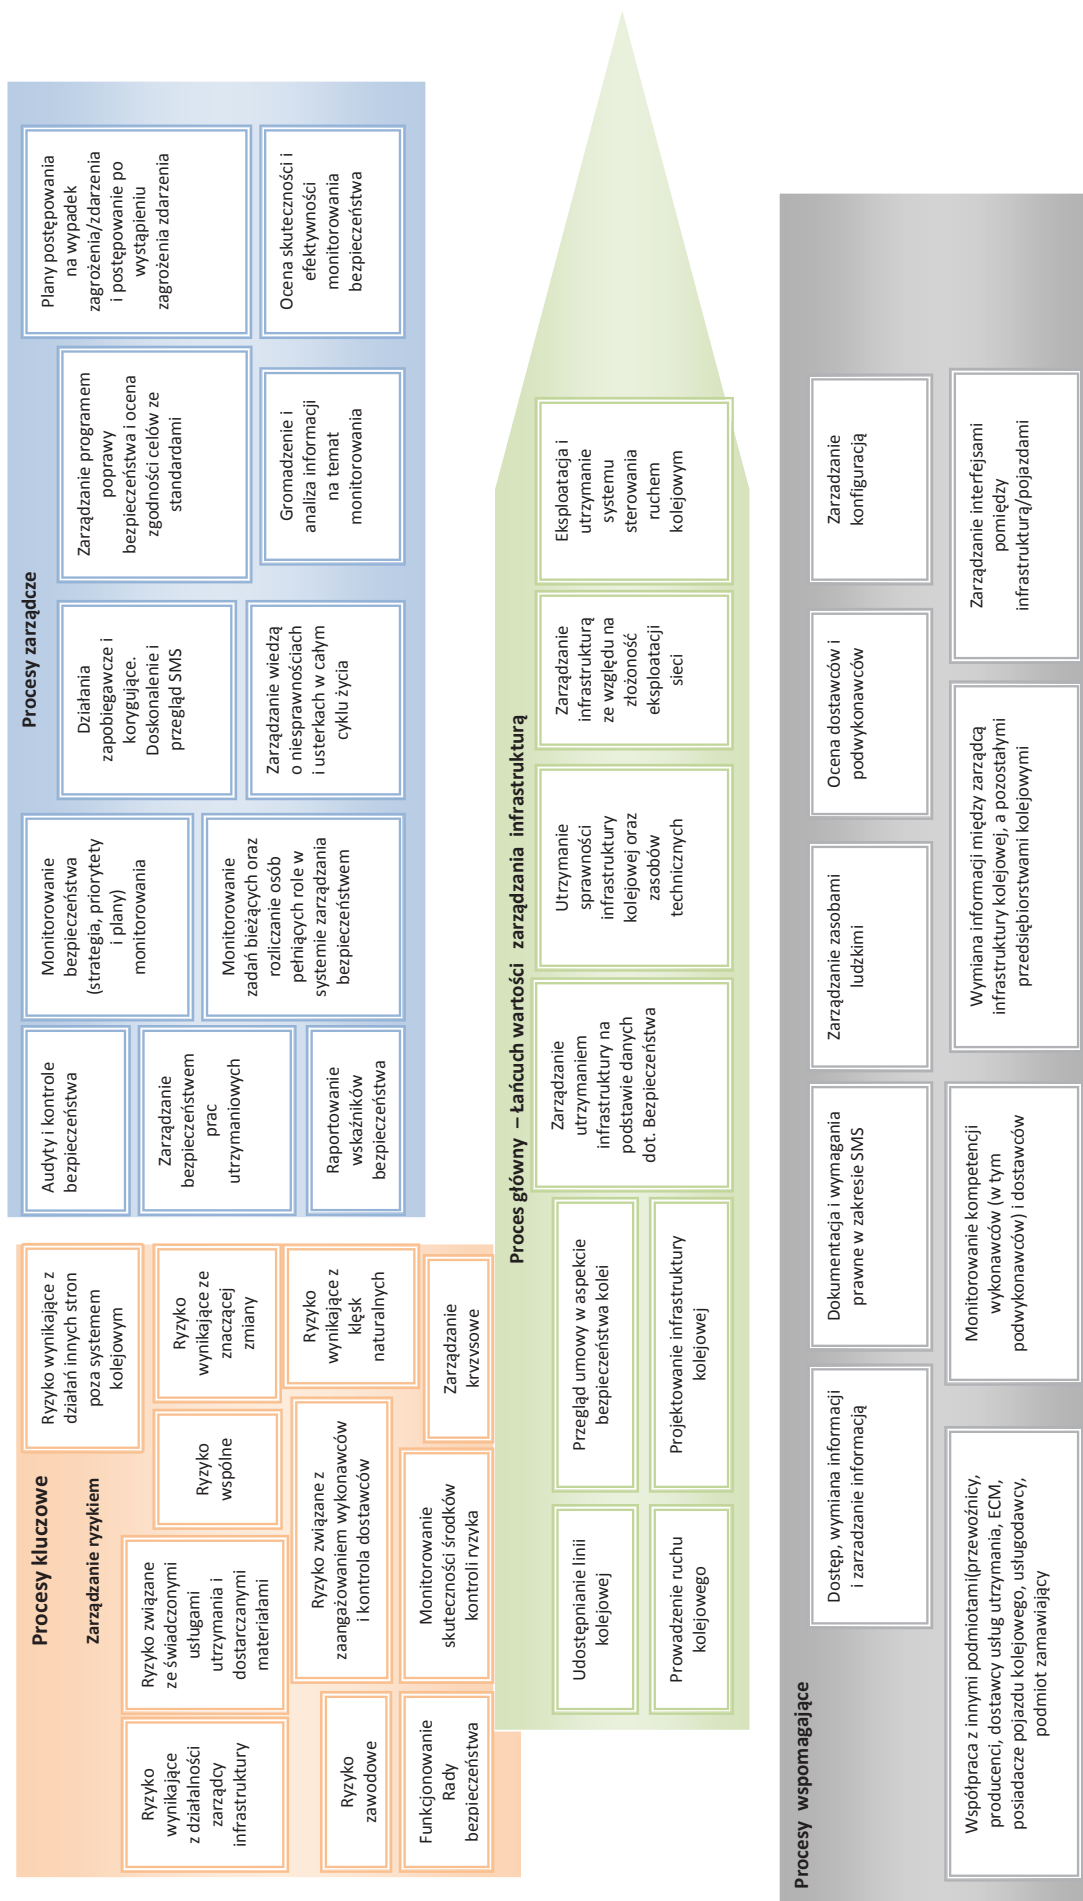 Procesy kluczowe
Zarządzanie ryzykiem
Ryzyko
wynikające
z działalności
zarządcy
infrastruktury
Ryzyko związane
ze świadczonymi
usługami
utrzymania i
dostarczanymi
materiałami
Ryzyko
wspólne
Ryzyko wynikające z
działań innych stron
poza systemem
kolejowym
Ryzyko
wynikające ze
znaczącej
zmiany
Ryzyko
zawodowe
Ryzyko związane z
zaangażowaniem wykonawców
i kontrola dostawców
Ryzyko
wynikające z
klęsk
naturalnych
Funkcjonowanie
Rady
bezpieczeństwa
Monitorowanie
skuteczności środków
kontroli ryzyka
Zarządzanie
kryzysowe
Procesy zarządcze
Audyty i kontrole
bezpieczeństwa
Zarządzanie
bezpieczeństwem
prac
utrzymaniowych
Raportowanie
wskaźników
bezpieczeństwa
Monitorowanie
bezpieczeństwa
(strategia, priorytety
i plany)
monitorowania
Monitorowanie
zadań bieżących oraz
rozliczanie osób
pełniących role w
systemie zarządzania
bezpieczeństwem
Działania
zapobiegawcze i
korygujące.
Doskonalenie i
przegląd SMS
Zarządzanie wiedzą
o niesprawnościach
i usterkach w całym
cyklu życia
Zarządzanie programem
poprawy
bezpieczeństwa i ocena
zgodności celów ze
standardami
Gromadzenie i
analiza informacji
na temat
monitorowania
Plany postępowania
na wypadek
zagrożenia/zdarzenia
i postępowanie po
wystąpieniu
zagrożenia zdarzenia
Ocena skuteczności i
efektywności
monitorowania
bezpieczeństwa
Proces główny – Łańcuch wartości zarządzania infrastrukturą
Udostępnianie linii
kolejowej
Prowadzenie ruchu
kolejowego
Przegląd umowy w aspekcie
bezpieczeństwa kolei
Projektowanie infrastruktury
kolejowej
Zarządzanie
utrzymaniem
infrastruktury na
podstawie danych
dot. Bezpieczeństwa
Utrzymanie
sprawności
infrastruktury
kolejowej oraz
zasobów
technicznych
Zarządzanie
infrastrukturą
ze względu na
złożoność
eksploatacji
sieci
Eksploatacja i
utrzymanie
systemu
sterowania
ruchem
kolejowym
Procesy wspomagające
Dostęp, wymiana informacji
i zarzadzanie informacją
Dokumentacja i wymagania
prawne w zakresie SMS
Zarządzanie zasobami
ludzkimi
Ocena dostawców i
podwykonawców
Zarzadzanie
konfiguracją
Współpraca z innymi podmiotami(przewoźnicy,
producenci, dostawcy usług utrzymania, ECM,
posiadacze pojazdu kolejowego, usługodawcy,
podmiot zamawiający
Monitorowanie kompetencji
wykonawców (w tym
podwykonawców) i dostawców
Wymiana informacji między zarządcą
infrastruktury kolejowej, a pozostałymi
przedsiębiorstwami kolejowymi
Zarządzanie interfejsami
pomiędzy
infrastrukturą/pojazdami